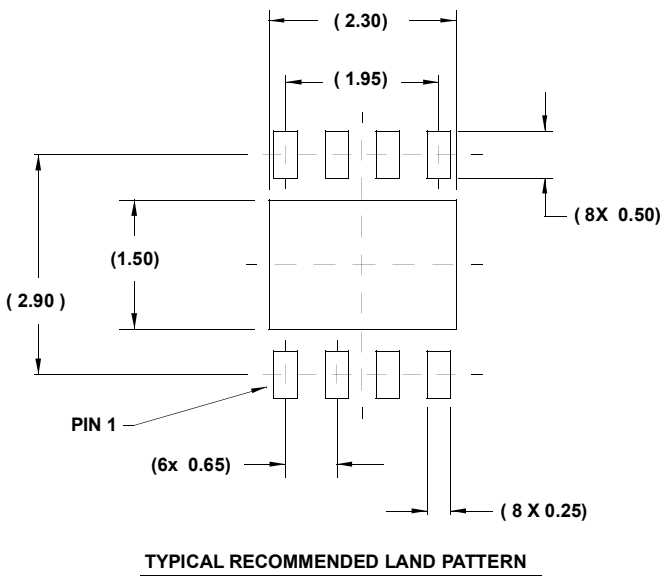 ( 2.30)
( 1.95)
( 8X  0.50)
(1.50)
( 2.90 )
PIN 1
(6x  0.65)
( 8 X 0.25)
TYPICAL RECOMMENDED LAND PATTERN